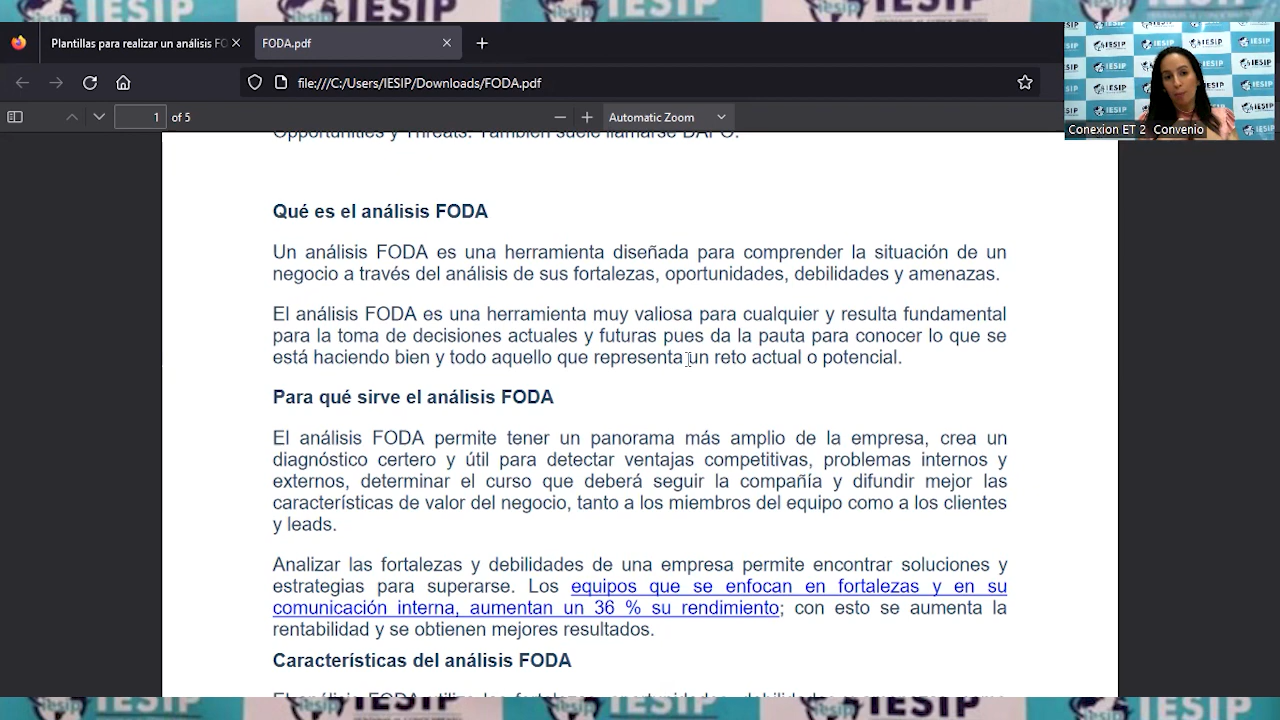 IESIP
Plantillas para realizar un análisis FO
FODA.pdf
file:///C:/Users/IESIP/Downloads/FODA.pdf
1 of 5
Automatic Zoom
Conexion ET 2 Convenio
Opportunities y Threats. También suele llamarse DAFO.
Qué es el análisis FODA
Un análisis FODA es una herramienta diseñada para comprender la situación de un
negocio a través del análisis de sus fortalezas, oportunidades, debilidades y amenazas.
El análisis FODA es una herramienta muy valiosa para cualquier y resulta fundamental
para la toma de decisiones actuales y futuras pues da la pauta para conocer lo que se
está haciendo bien y todo aquello que representa un reto actual o potencial.
Para qué sirve el análisis FODA
El análisis FODA permite tener un panorama más amplio de la empresa, crea un
diagnóstico certero y útil para detectar ventajas competitivas, problemas internos y
externos, determinar el curso que deberá seguir la compañía y difundir mejor las
características de valor del negocio, tanto a los miembros del equipo como a los clientes
y leads.
Analizar las fortalezas y debilidades de una empresa permite encontrar soluciones y
estrategias para superarse. Los equipos que se enfocan en fortalezas y en su
comunicación interna, aumentan un 36 % su rendimiento; con esto se aumenta la
rentabilidad y se obtienen mejores resultados.
Características del análisis FODA